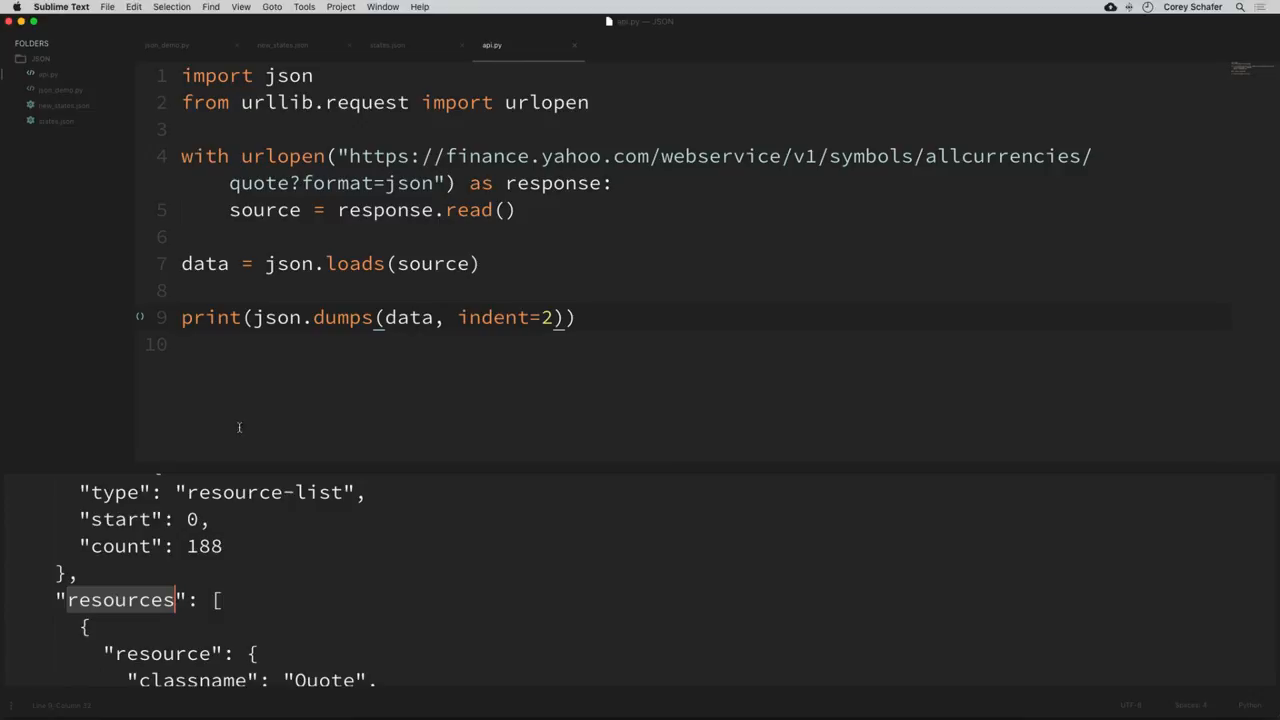 Sublime Text File Edit Selection Find View Goto Tools Project Window Help Corey Schafer
api.py — JSON
FOLDERS
JSON
api.py
json_demo.py
new_states.json
states.json
json_demo.py new_states.json states.json api.py
1 import json
2 from urllib.request import urlopen
3
4 with urlopen("https://finance.yahoo.com/webservice/v1/symbols/allcurrencies/
quote?format=json") as response:
5 source = response.read()
6
7 data = json.loads(source)
8
9 print(json.dumps(data, indent=2))
10
"type": "resource-list",
"start": 0,
"count": 188
},
"resources": [
{
"resource": {
"classname": "Quote",
Line 9, Column 32 UTF-8 Python